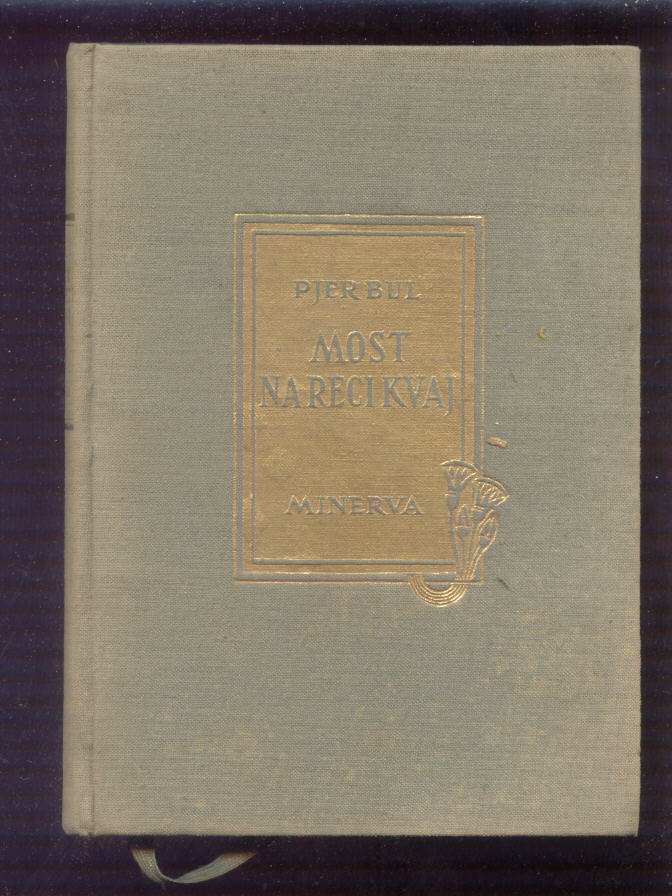 PJER BUL
MOST
NA RECI KVAJ
MINERVA